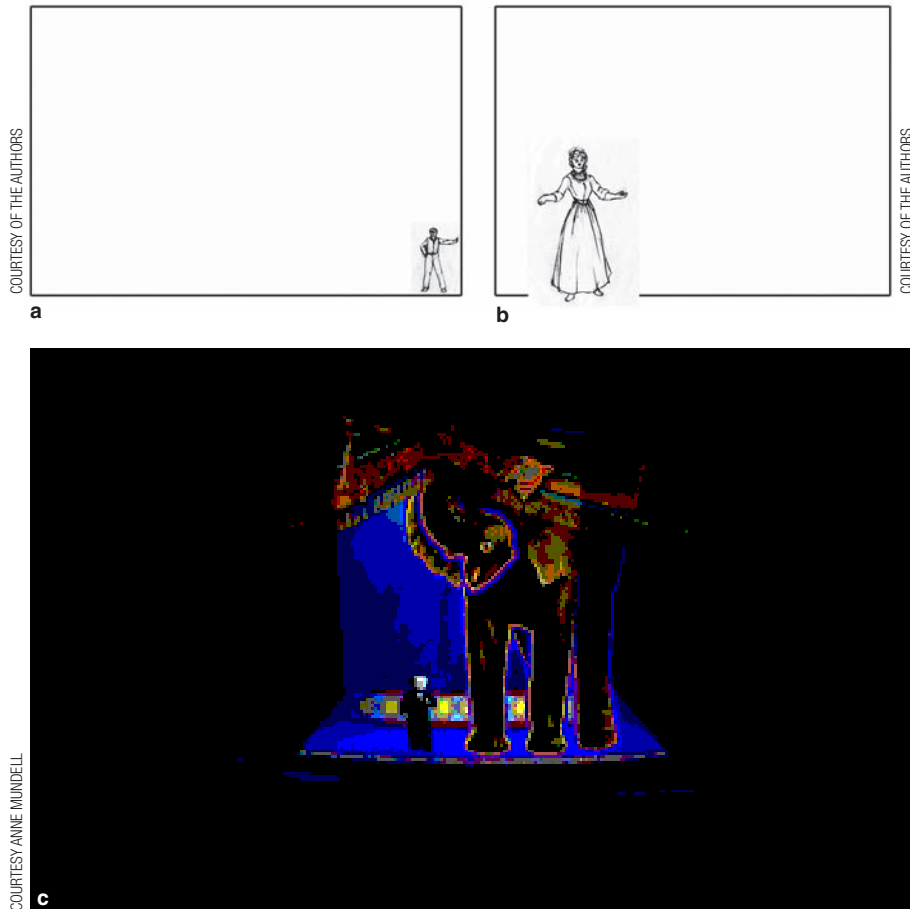 COURTESY OF THE AUTHORS
COURTESY OF THE AUTHORS
a
b
COURTESY ANNE MUNDELL
c